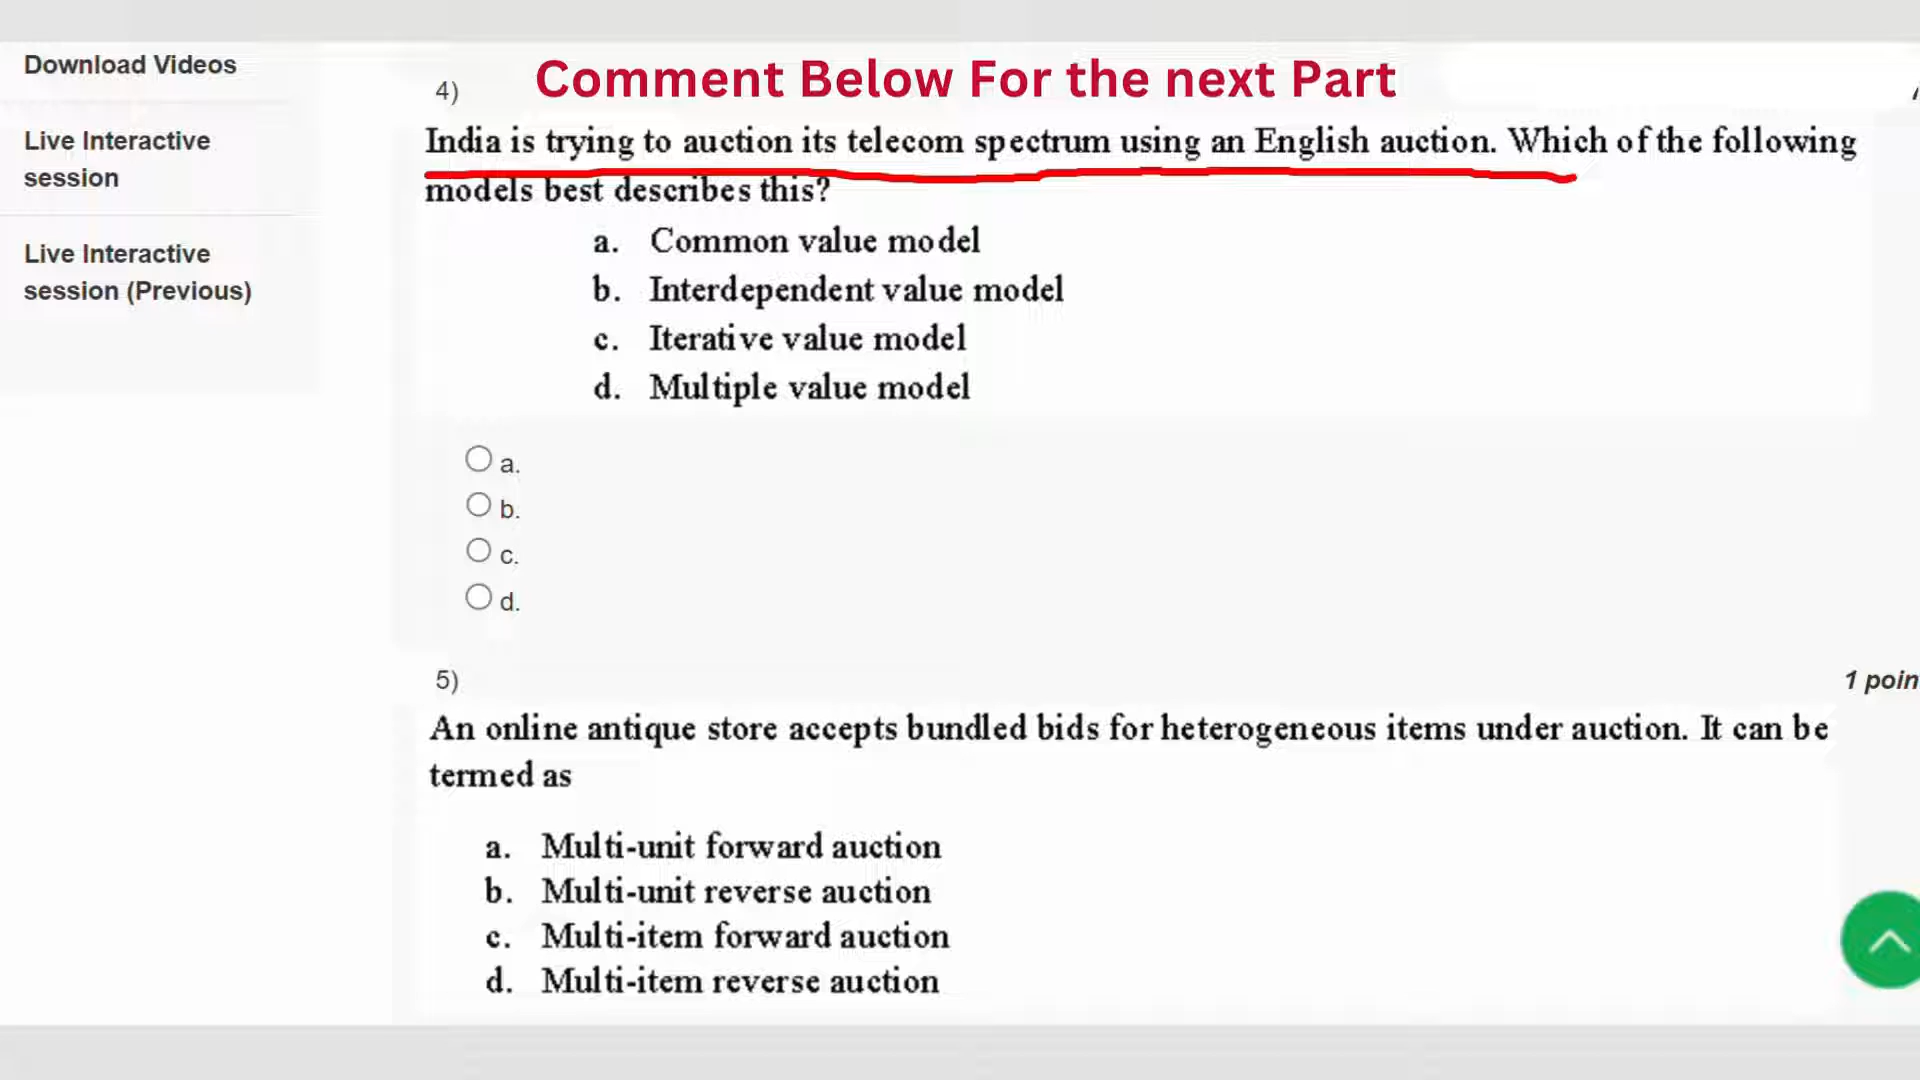 Download Videos
Live Interactive
session
Live Interactive
session (Previous)
Comment Below For the next Part
4)
India is trying to auction its telecom spectrum using an English auction. Which of the following
models best describes this?
a. Common value model
b. Interdependent value model
c. Iterative value model
d. Multiple value model
a.
b.
c.
d.
5)
1 poin
An online antique store accepts bundled bids for heterogeneous items under auction. It can be
termed as
a. Multi-unit forward auction
b. Multi-unit reverse auction
c. Multi-item forward auction
d. Multi-item reverse auction